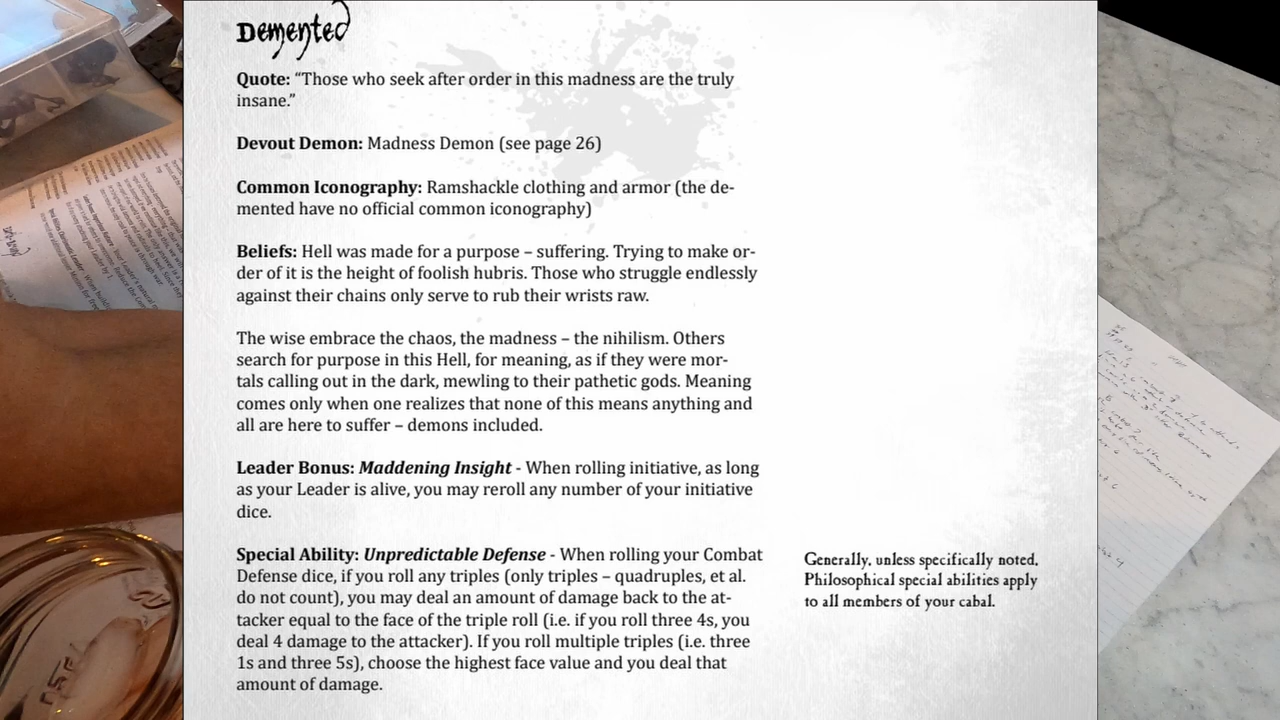 Demented
Quote: “Those who seek after order in this madness are the truly
insane.”
Devout Demon: Madness Demon (see page 26)
Common Iconography: Ramshackle clothing and armor (the de-
mented have no official common iconography)
Beliefs: Hell was made for a purpose – suffering. Trying to make or-
der of it is the height of foolish hubris. Those who struggle endlessly
against their chains only serve to rub their wrists raw.
The wise embrace the chaos, the madness – the nihilism. Others
search for purpose in this Hell, for meaning, as if they were mor-
tals calling out in the dark, mewling to their pathetic gods. Meaning
comes only when one realizes that none of this means anything and
all are here to suffer – demons included.
Leader Bonus: Maddening Insight - When rolling initiative, as long
as your Leader is alive, you may reroll any number of your initiative
dice.
Special Ability: Unpredictable Defense - When rolling your Combat
Defense dice, if you roll any triples (only triples – quadruples, et al.
do not count), you may deal an amount of damage back to the at-
tacker equal to the face of the triple roll (i.e. if you roll three 4s, you
deal 4 damage to the attacker). If you roll multiple triples (i.e. three
1s and three 5s), choose the highest face value and you deal that
amount of damage.
Generally, unless specifically noted,
Philosophical special abilities apply
to all members of your cabal.